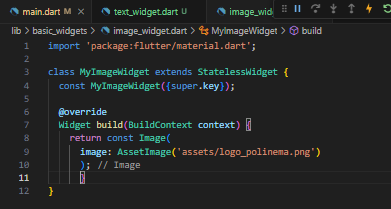 main.dart
text_widget.dart U
image_wid
lib > basic_widgets > image_widget.dart > MyImageWidget > build
1 import 'package:flutter/material.dart';
2
3 class MyImageWidget extends StatelessWidget {
4 const MyImageWidget({super.key});
5
6 @override
7 Widget build(BuildContext context) {
8 return const Image(
9 image: AssetImage('assets/logo_polinema.png')
10 ); // Image
11 }
12 }